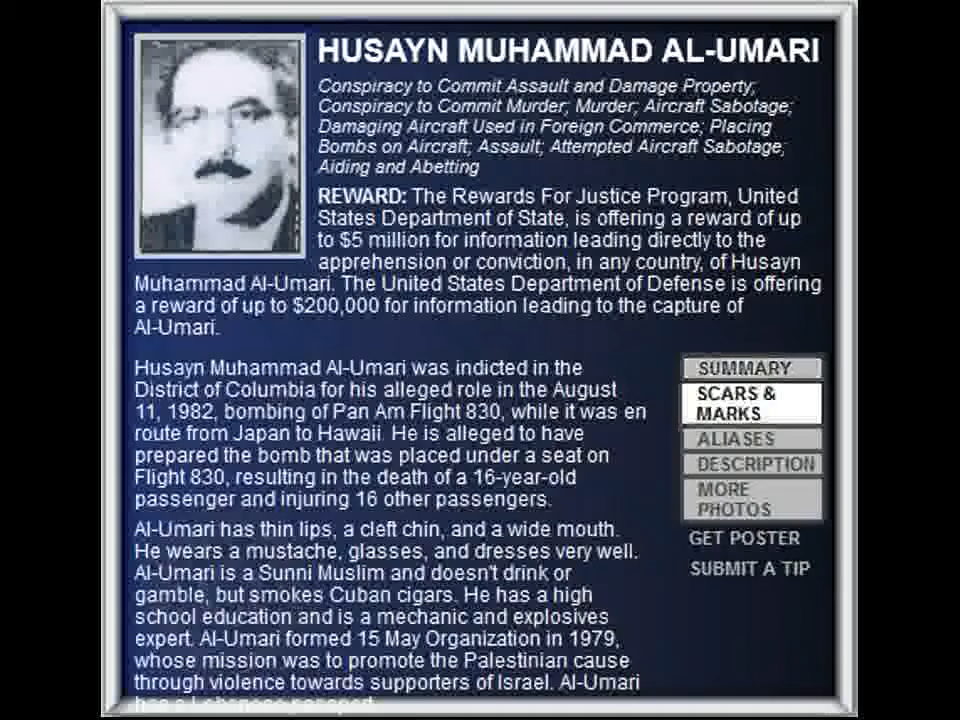 HUSAYN MUHAMMAD AL-UMARI
Conspiracy to Commit Assault and Damage Property;
Conspiracy to Commit Murder; Murder; Aircraft Sabotage;
Damaging Aircraft Used in Foreign Commerce; Placing
Bombs on Aircraft; Assault; Attempted Aircraft Sabotage;
Aiding and Abetting
REWARD: The Rewards For Justice Program, United
States Department of State, is offering a reward of up
to $5 million for information leading directly to the
apprehension or conviction, in any country, of Husayn
Muhammad Al-Umari. The United States Department of Defense is offering
a reward of up to $200,000 for information leading to the capture of
Al-Umari.
Husayn Muhammad Al-Umari was indicted in the
District of Columbia for his alleged role in the August
11, 1982, bombing of Pan Am Flight 830, while it was en
route from Japan to Hawaii. He is alleged to have
prepared the bomb that was placed under a seat on
Flight 830, resulting in the death of a 16-year-old
passenger and injuring 16 other passengers.
Al-Umari has thin lips, a cleft chin, and a wide mouth.
He wears a mustache, glasses, and dresses very well.
Al-Umari is a Sunni Muslim and doesn't drink or
gamble, but smokes Cuban cigars. He has a high
school education and is a mechanic and explosives
expert. Al-Umari formed 15 May Organization in 1979,
whose mission was to promote the Palestinian cause
through violence towards supporters of Israel. Al-Umari
has a Lebanese passport.
SUMMARY
SCARS &
MARKS
ALIASES
DESCRIPTION
MORE
PHOTOS
GET POSTER
SUBMIT A TIP